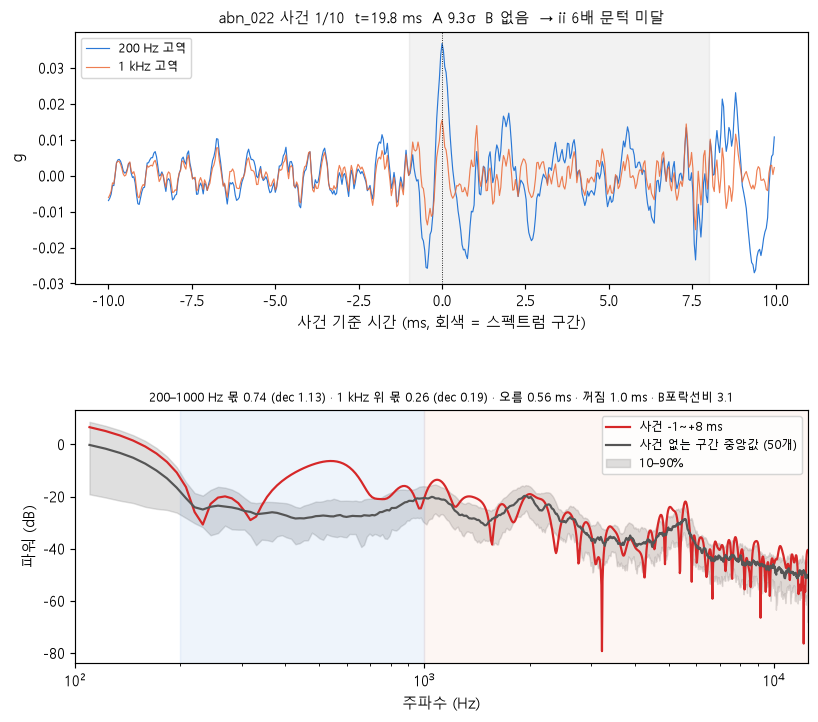 abn_022 사건 1/10 t=19.8 ms A 9.3σ B 없음 → ii 6배 문턱 미달
200 Hz 고역
1 kHz 고역
0.03
0.02
0.01
0.00
-0.01
-0.02
-0.03
g
-10.0 -7.5 -5.0 -2.5 0.0 2.5 5.0 7.5 10.0
사건 기준 시간 (ms, 회색 = 스펙트럼 구간)
200–1000 Hz 몫 0.74 (dec 1.13) · 1 kHz 위 몫 0.26 (dec 0.19) · 오름 0.56 ms · 꺼짐 1.0 ms · B포락선비 3.1
사건 -1~+8 ms
사건 없는 구간 중앙값 (50개)
10–90%
0
-20
-40
-60
-80
파워 (dB)
10² 10³ 10⁴
주파수 (Hz)